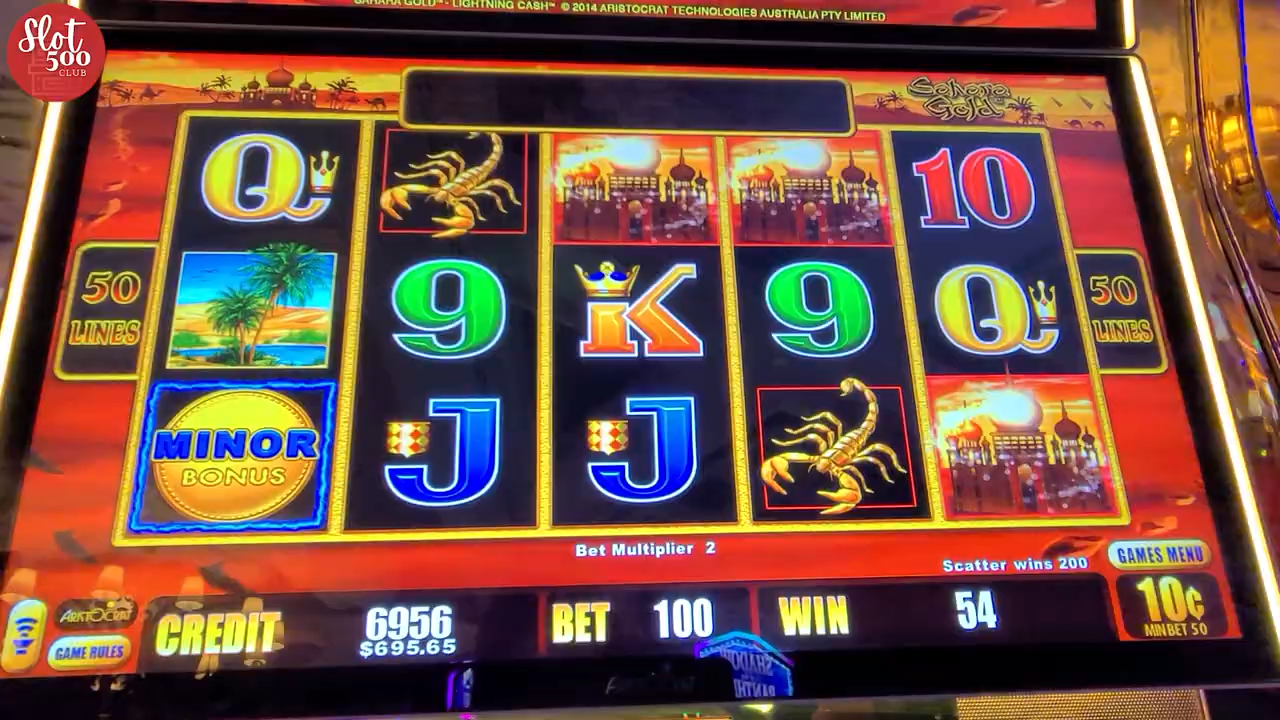 SAHARA GOLD™ - LIGHTNING CASH™ © 2014 ARISTOCRAT TECHNOLOGIES AUSTRALIA PTY LIMITED
Slot
500
CLUB
Sahara
Gold
Q 10
50
LINES
9 K 9 Q
50
LINES
MINOR
BONUS
J J
Bet Multiplier 2
Scatter wins 200
GAMES MENU
ARISTOCRAT
GAME RULES
CREDIT 6956
$695.65
BET 100
WIN 54
10¢
MIN BET 50